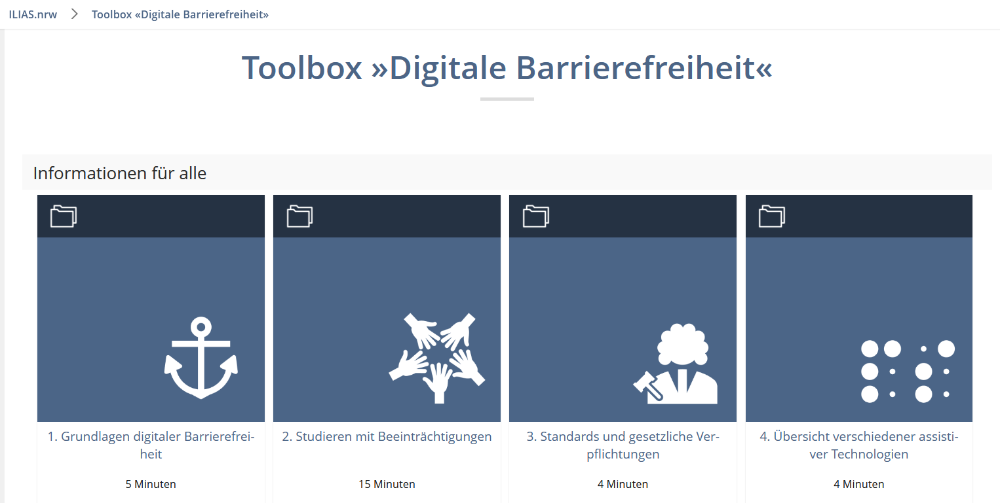 ILIAS.nrw > Toolbox «Digitale Barrierefreiheit»
Toolbox »Digitale Barrierefreiheit«
Informationen für alle
1. Grundlagen digitaler Barrierefrei-
heit
5 Minuten
2. Studieren mit Beeinträchtigungen
15 Minuten
3. Standards und gesetzliche Ver-
pflichtungen
4 Minuten
4. Übersicht verschiedener assisti-
ver Technologien
4 Minuten